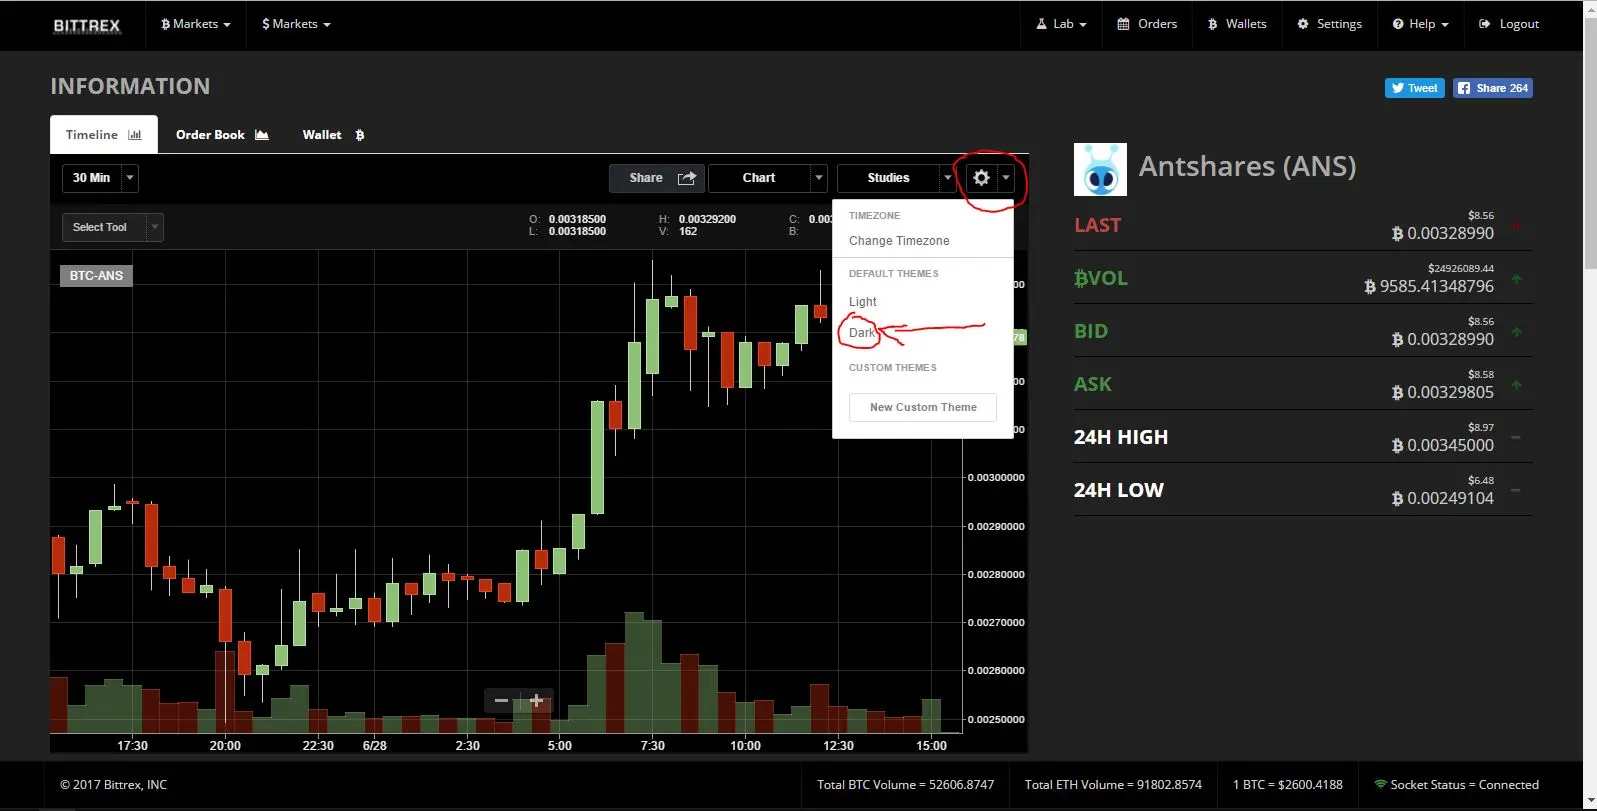 BITTREX
฿ Markets
$ Markets
Lab
Orders
฿ Wallets
Settings
Help
Logout
INFORMATION
Tweet
Share 264
Timeline
Order Book
Wallet ฿
30 Min
Share
Chart
Studies
Select Tool
O: 0.00318500
H: 0.00329200
C: 0.003
L: 0.00318500
V: 162
B:
BTC-ANS
TIMEZONE
Change Timezone
DEFAULT THEMES
Light
Dark
CUSTOM THEMES
New Custom Theme
00
78
00
00
0.00300000
0.00290000
0.00280000
0.00270000
0.00260000
0.00250000
17:30
20:00
22:30
6/28
2:30
5:00
7:30
10:00
12:30
15:00
Antshares (ANS)
LAST
$8.56
฿ 0.00328990
฿VOL
$24926089.44
฿ 9585.41348796
BID
$8.56
฿ 0.00328990
ASK
$8.58
฿ 0.00329805
24H HIGH
$8.97
฿ 0.00345000
24H LOW
$6.48
฿ 0.00249104
© 2017 Bittrex, INC
Total BTC Volume = 52606.8747
Total ETH Volume = 91802.8574
1 BTC = $2600.4188
Socket Status = Connected